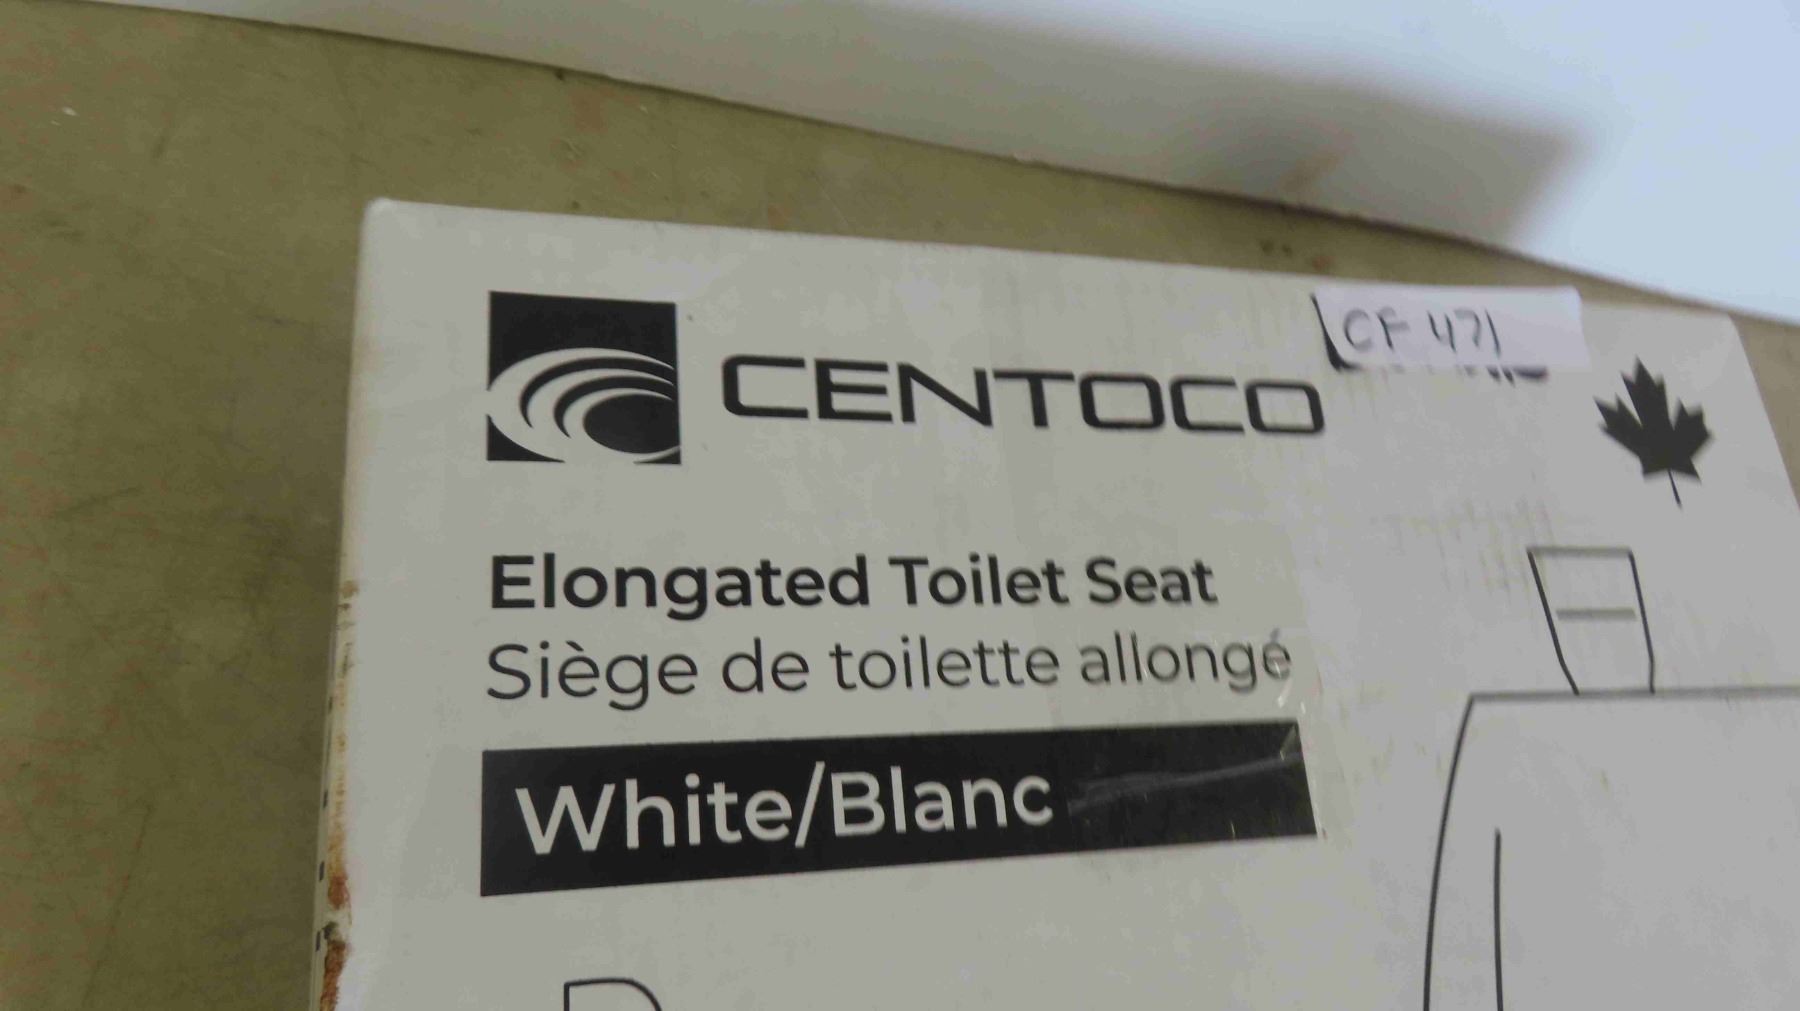 CENTOCO
CF 471
Elongated Toilet Seat
Siège de toilette allongé
White/Blanc